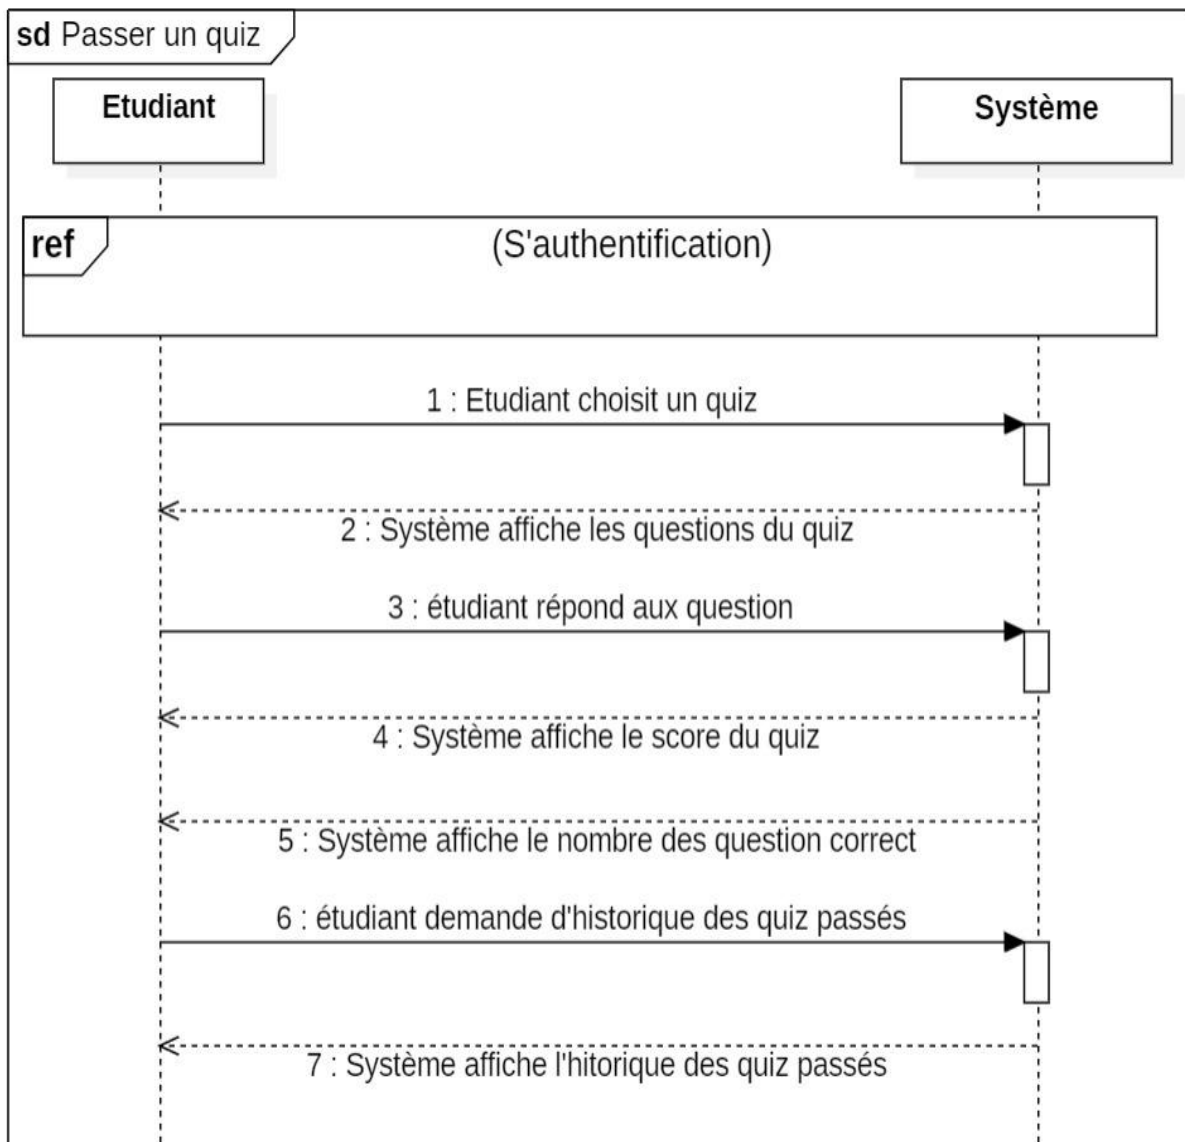 sd Passer un quiz
Etudiant
Système
ref
(S'authentification)
1 : Etudiant choisit un quiz
2 : Système affiche les questions du quiz
3 : étudiant répond aux question
4 : Système affiche le score du quiz
5 : Système affiche le nombre des question correct
6 : étudiant demande d'historique des quiz passés
7 : Système affiche l'hitorique des quiz passés